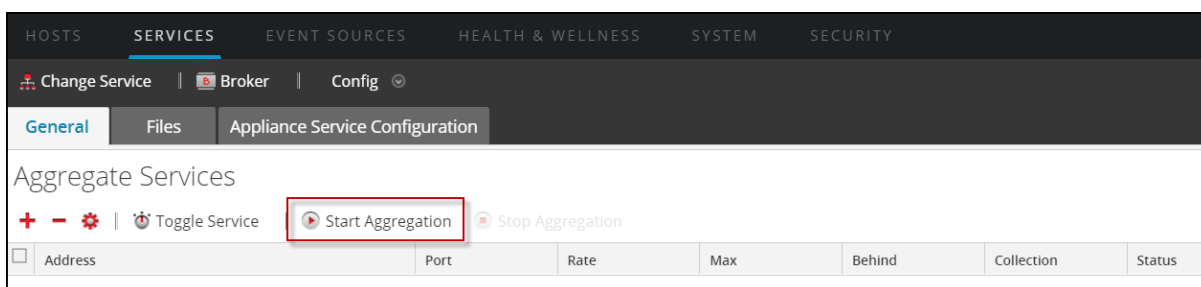 HOSTS SERVICES EVENT SOURCES HEALTH & WELLNESS SYSTEM SECURITY
Change Service | B Broker | Config
General Files Appliance Service Configuration
Aggregate Services
Toggle Service Start Aggregation Stop Aggregation
Address Port Rate Max Behind Collection Status